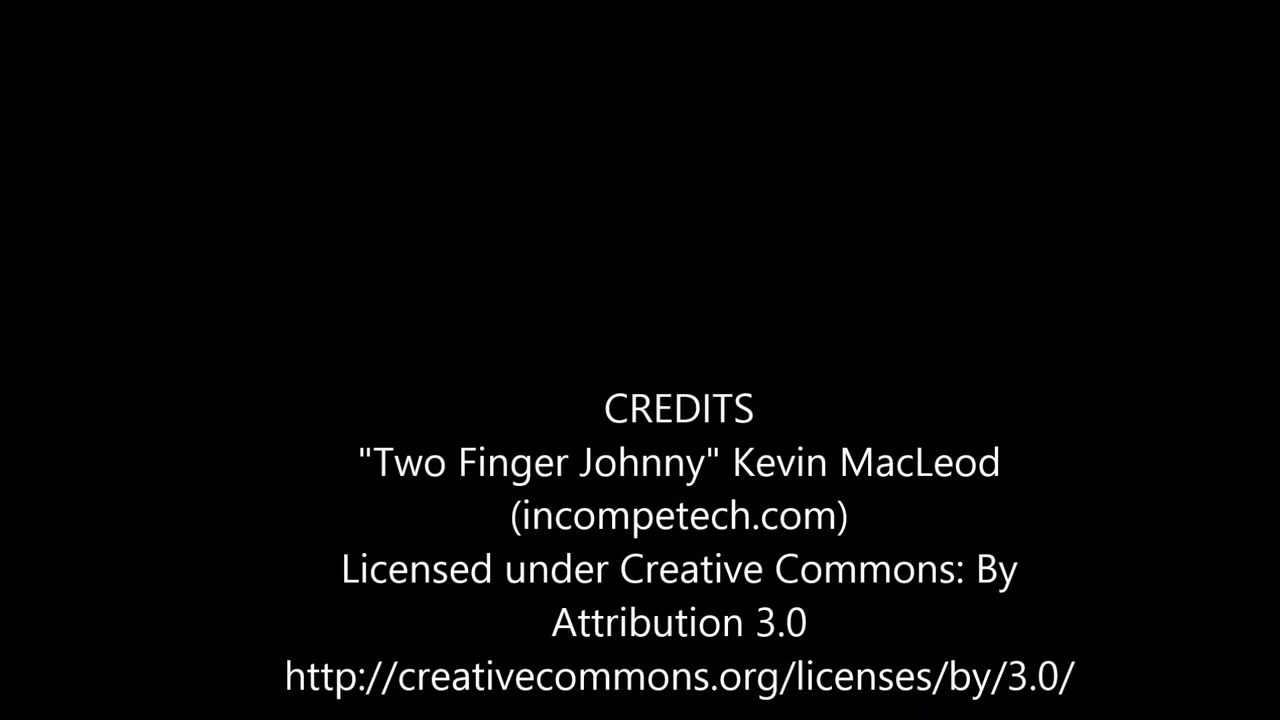 CREDITS
"Two Finger Johnny" Kevin MacLeod
(incompetech.com)
Licensed under Creative Commons: By
Attribution 3.0
http://creativecommons.org/licenses/by/3.0/